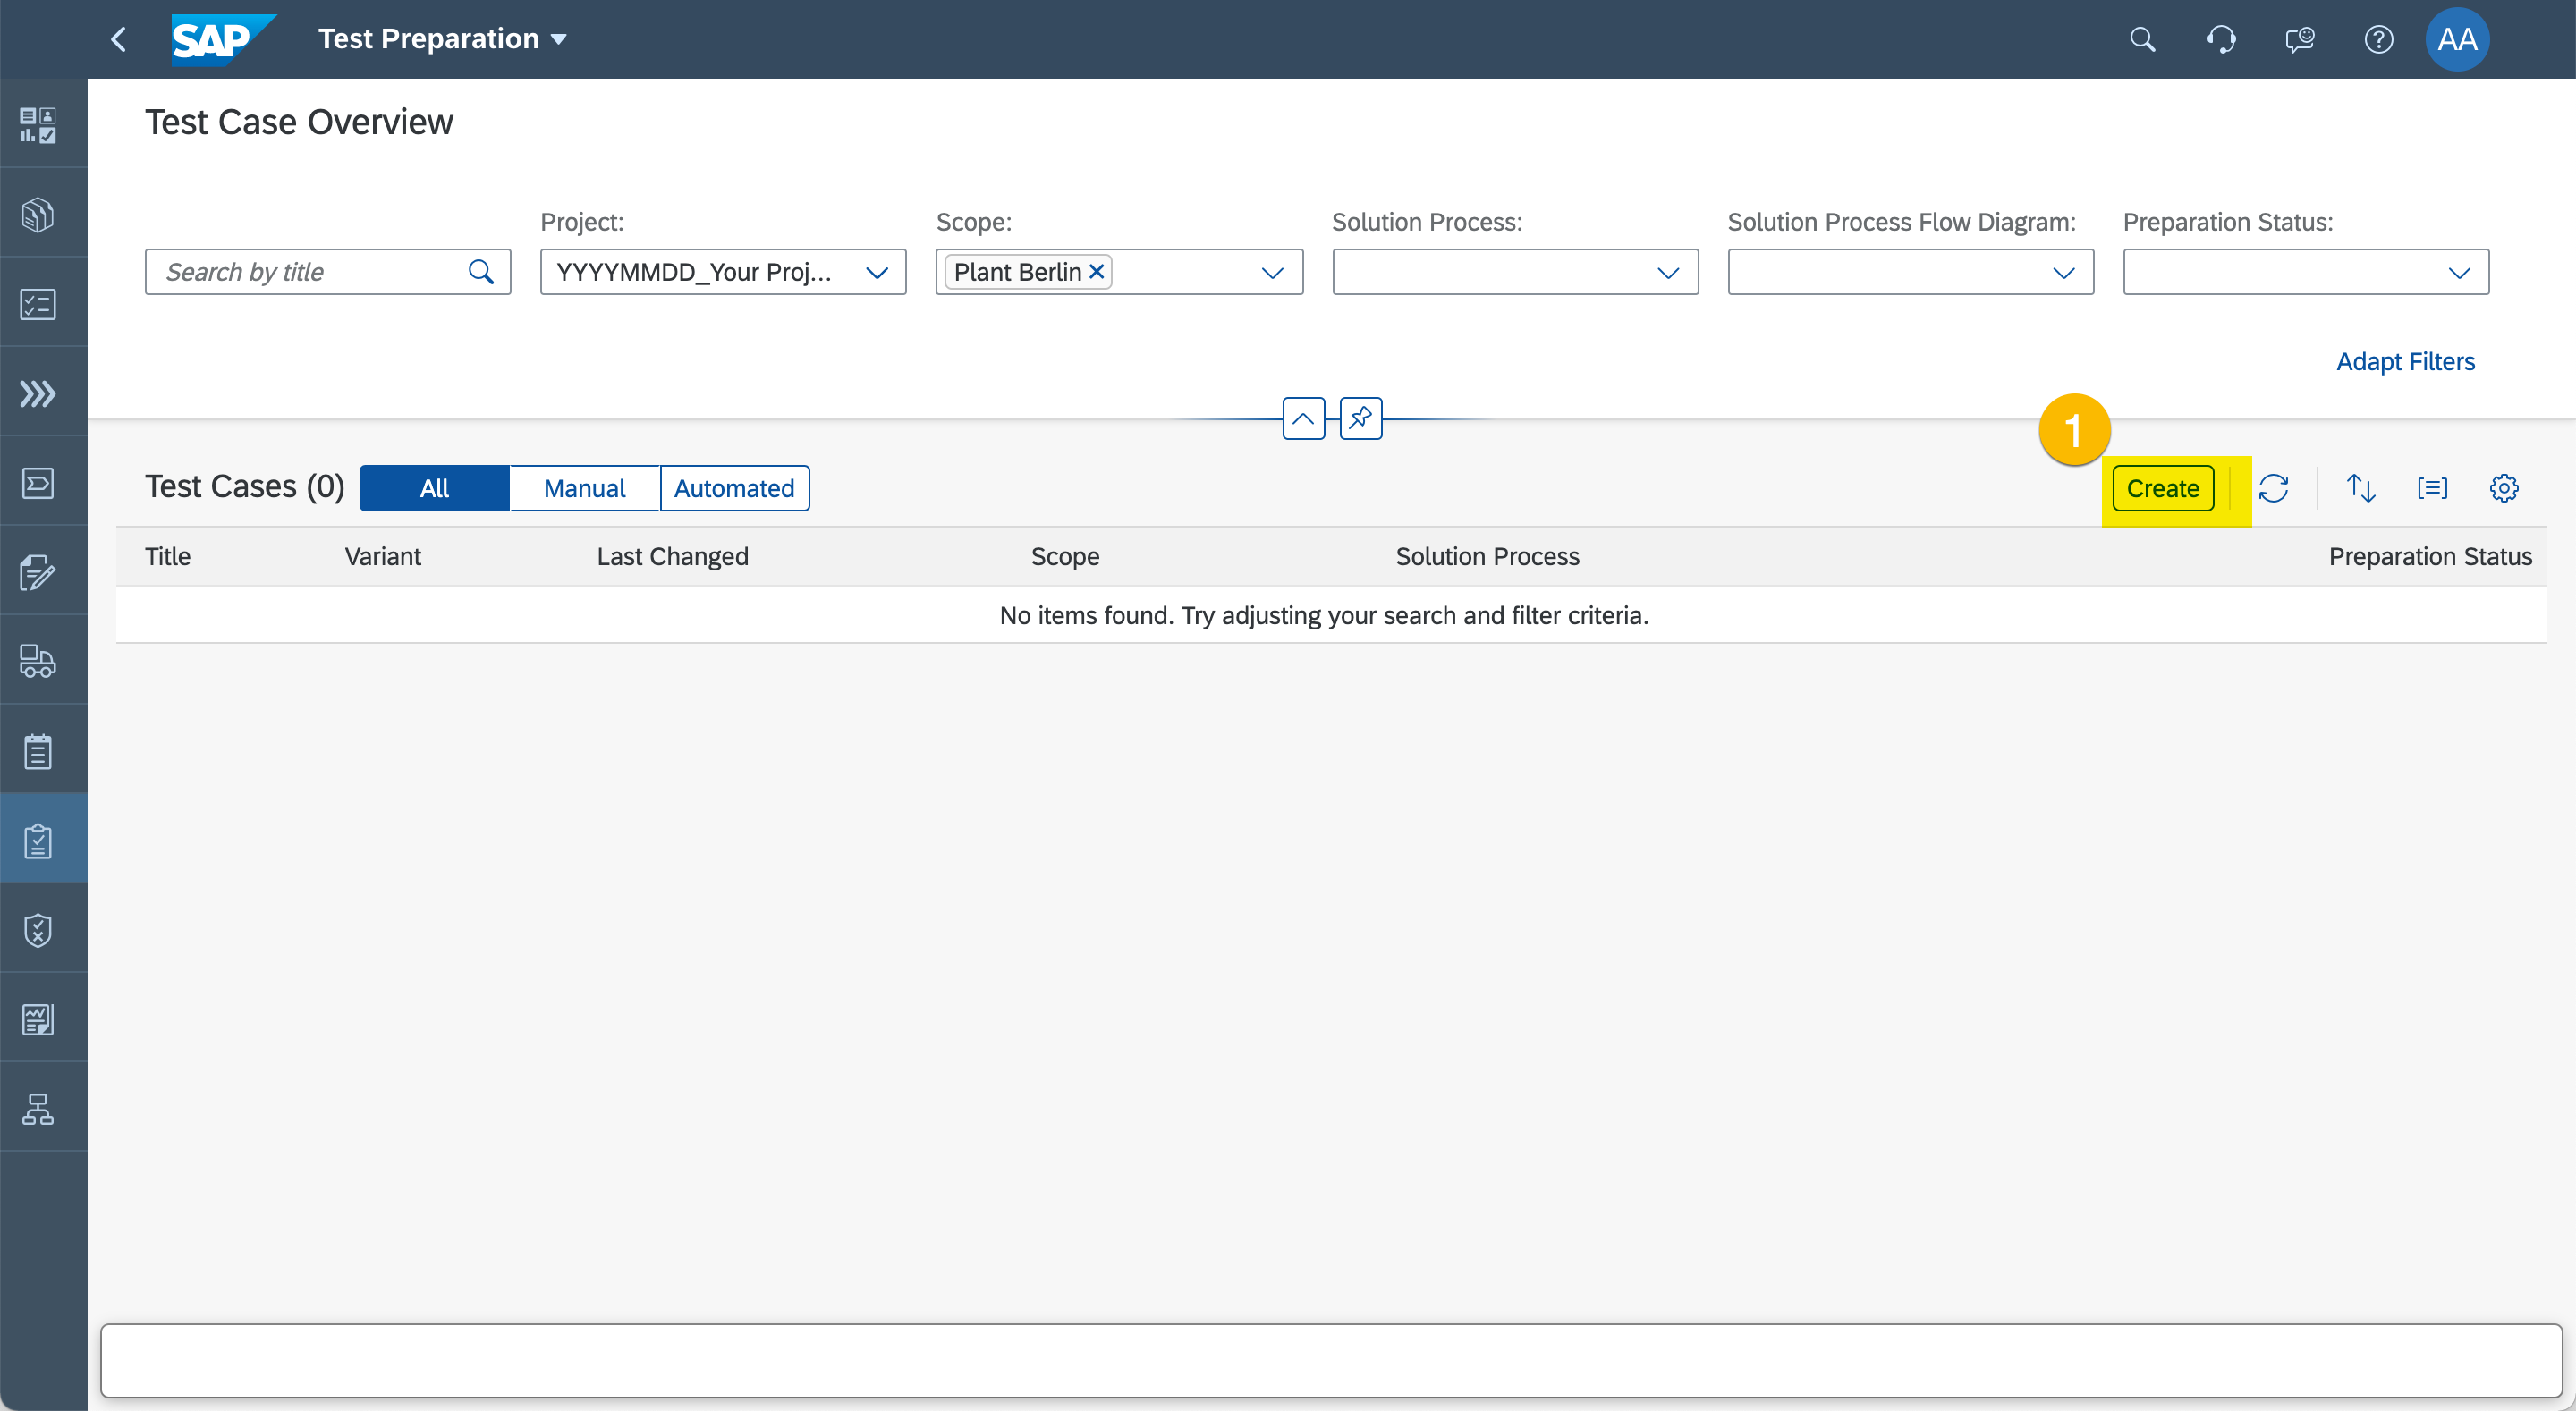 SAP Test Preparation AA
Test Case Overview
Project: Scope: Solution Process: Solution Process Flow Diagram: Preparation Status:
Search by title YYYYMMDD_Your Proj... Plant Berlin
Adapt Filters
1
Test Cases (0) All Manual Automated Create
Title Variant Last Changed Scope Solution Process Preparation Status
No items found. Try adjusting your search and filter criteria.